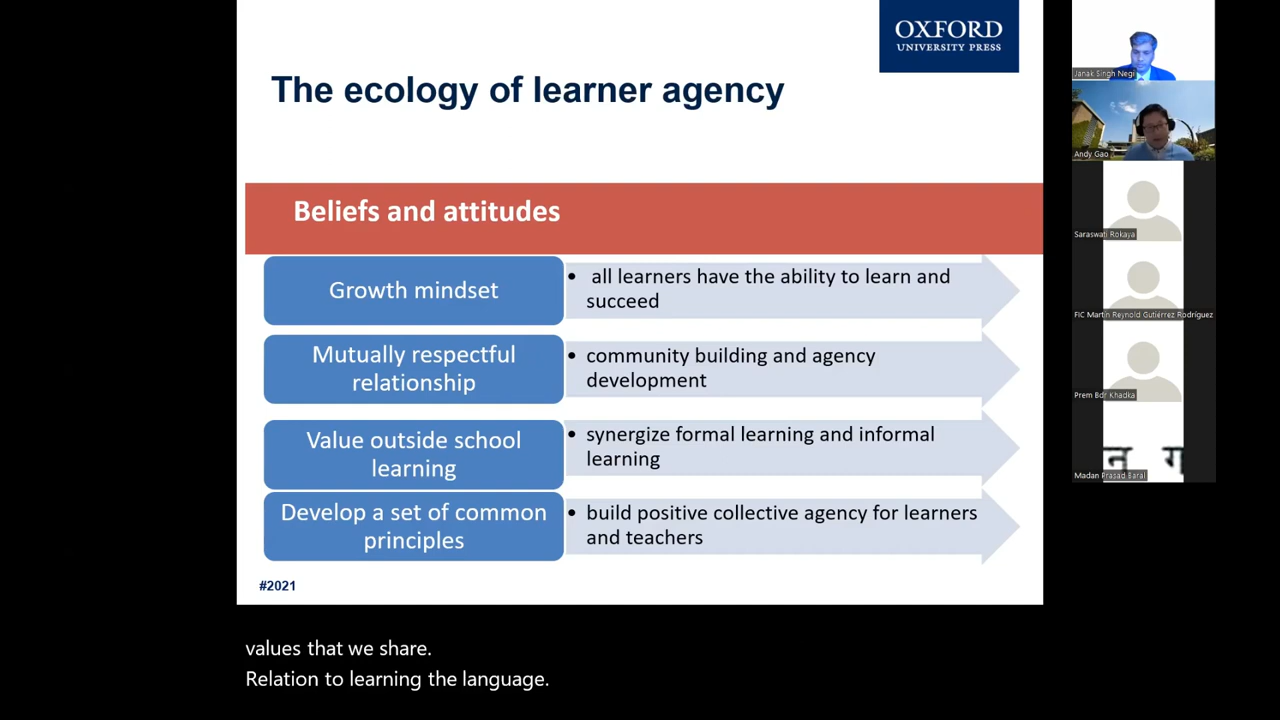 OXFORD
UNIVERSITY PRESS
The ecology of learner agency
Beliefs and attitudes
Growth mindset
• all learners have the ability to learn and
succeed
Mutually respectful
relationship
• community building and agency
development
Value outside school
learning
• synergize formal learning and informal
learning
Develop a set of common
principles
• build positive collective agency for learners
and teachers
#2021
values that we share.
Relation to learning the language.
Janak Singh Negi
Andy Gao
Saraswati Rokaya
FIC Martin Reynold Gutiérrez Rodríguez
Prem Bdr Khadka
त ग
Madan Prasad Baral